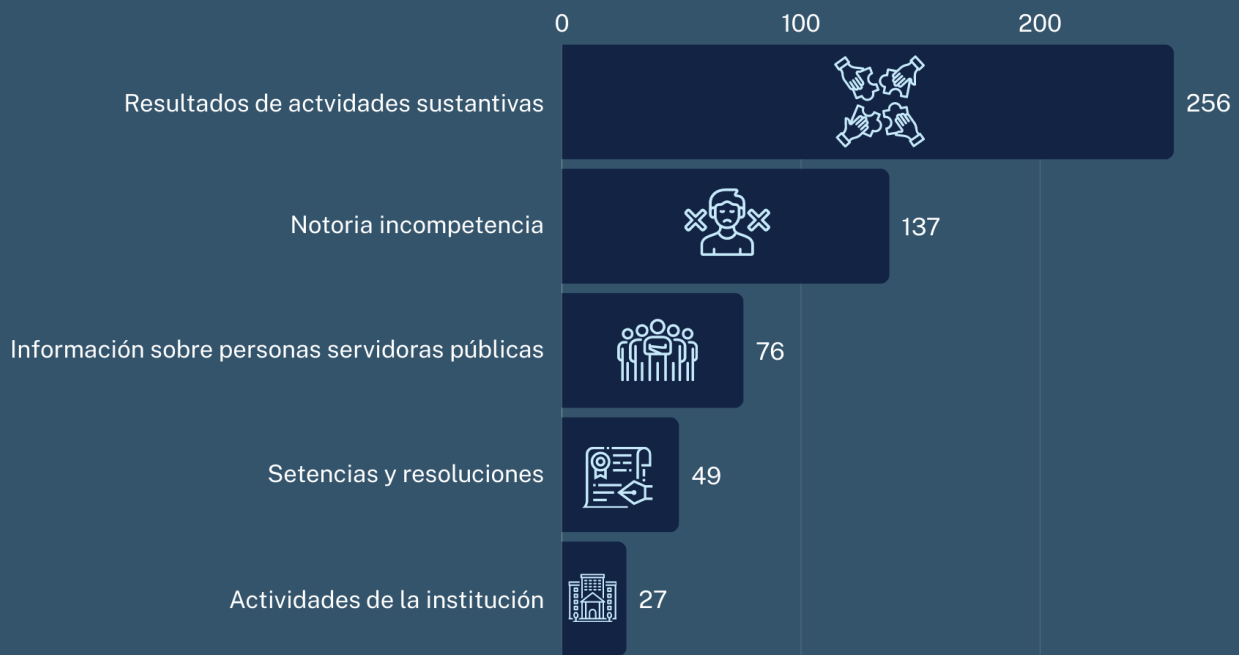 0 100 200
Resultados de actvidades sustantivas 256
Notoria incompetencia 137
Información sobre personas servidoras públicas 76
Setencias y resoluciones 49
Actividades de la institución 27